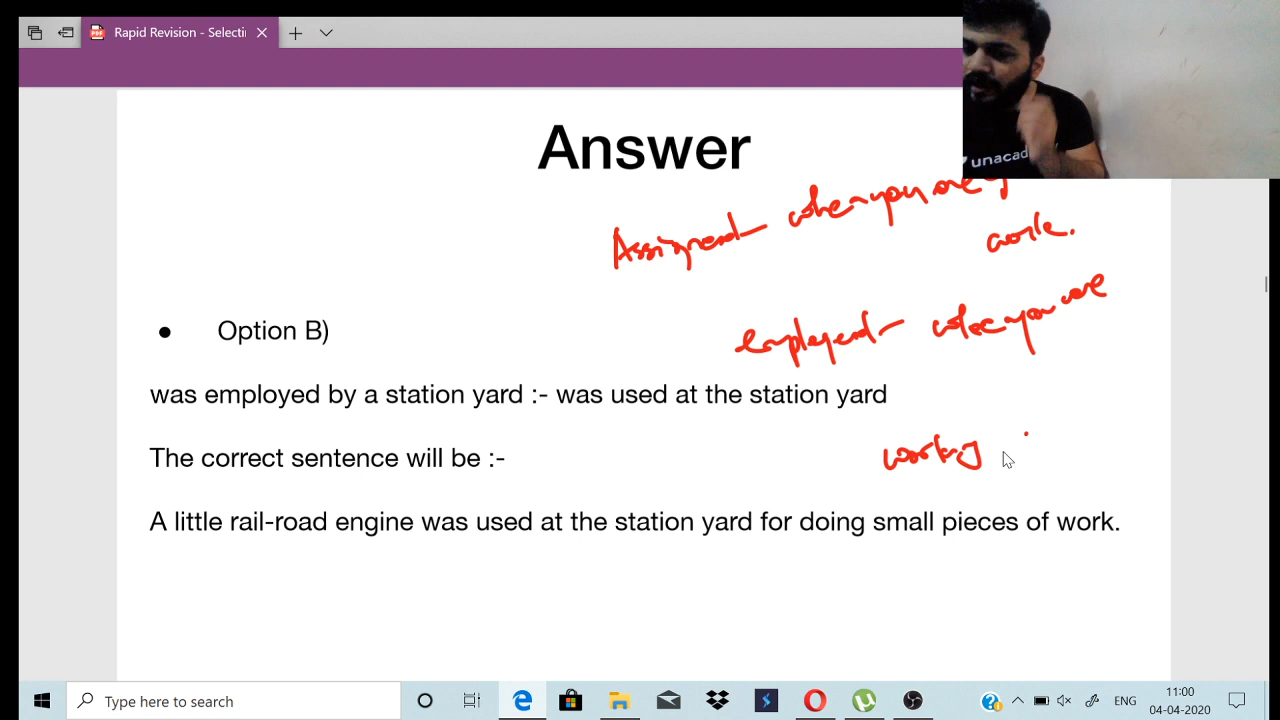 Rapid Revision - Selecti
unacad
Answer
Assigned - when you are
work.
employed - when you are
Option B)
was employed by a station yard :- was used at the station yard
working
The correct sentence will be :-
A little rail-road engine was used at the station yard for doing small pieces of work.
Type here to search
ENG
11:00
04-04-2020